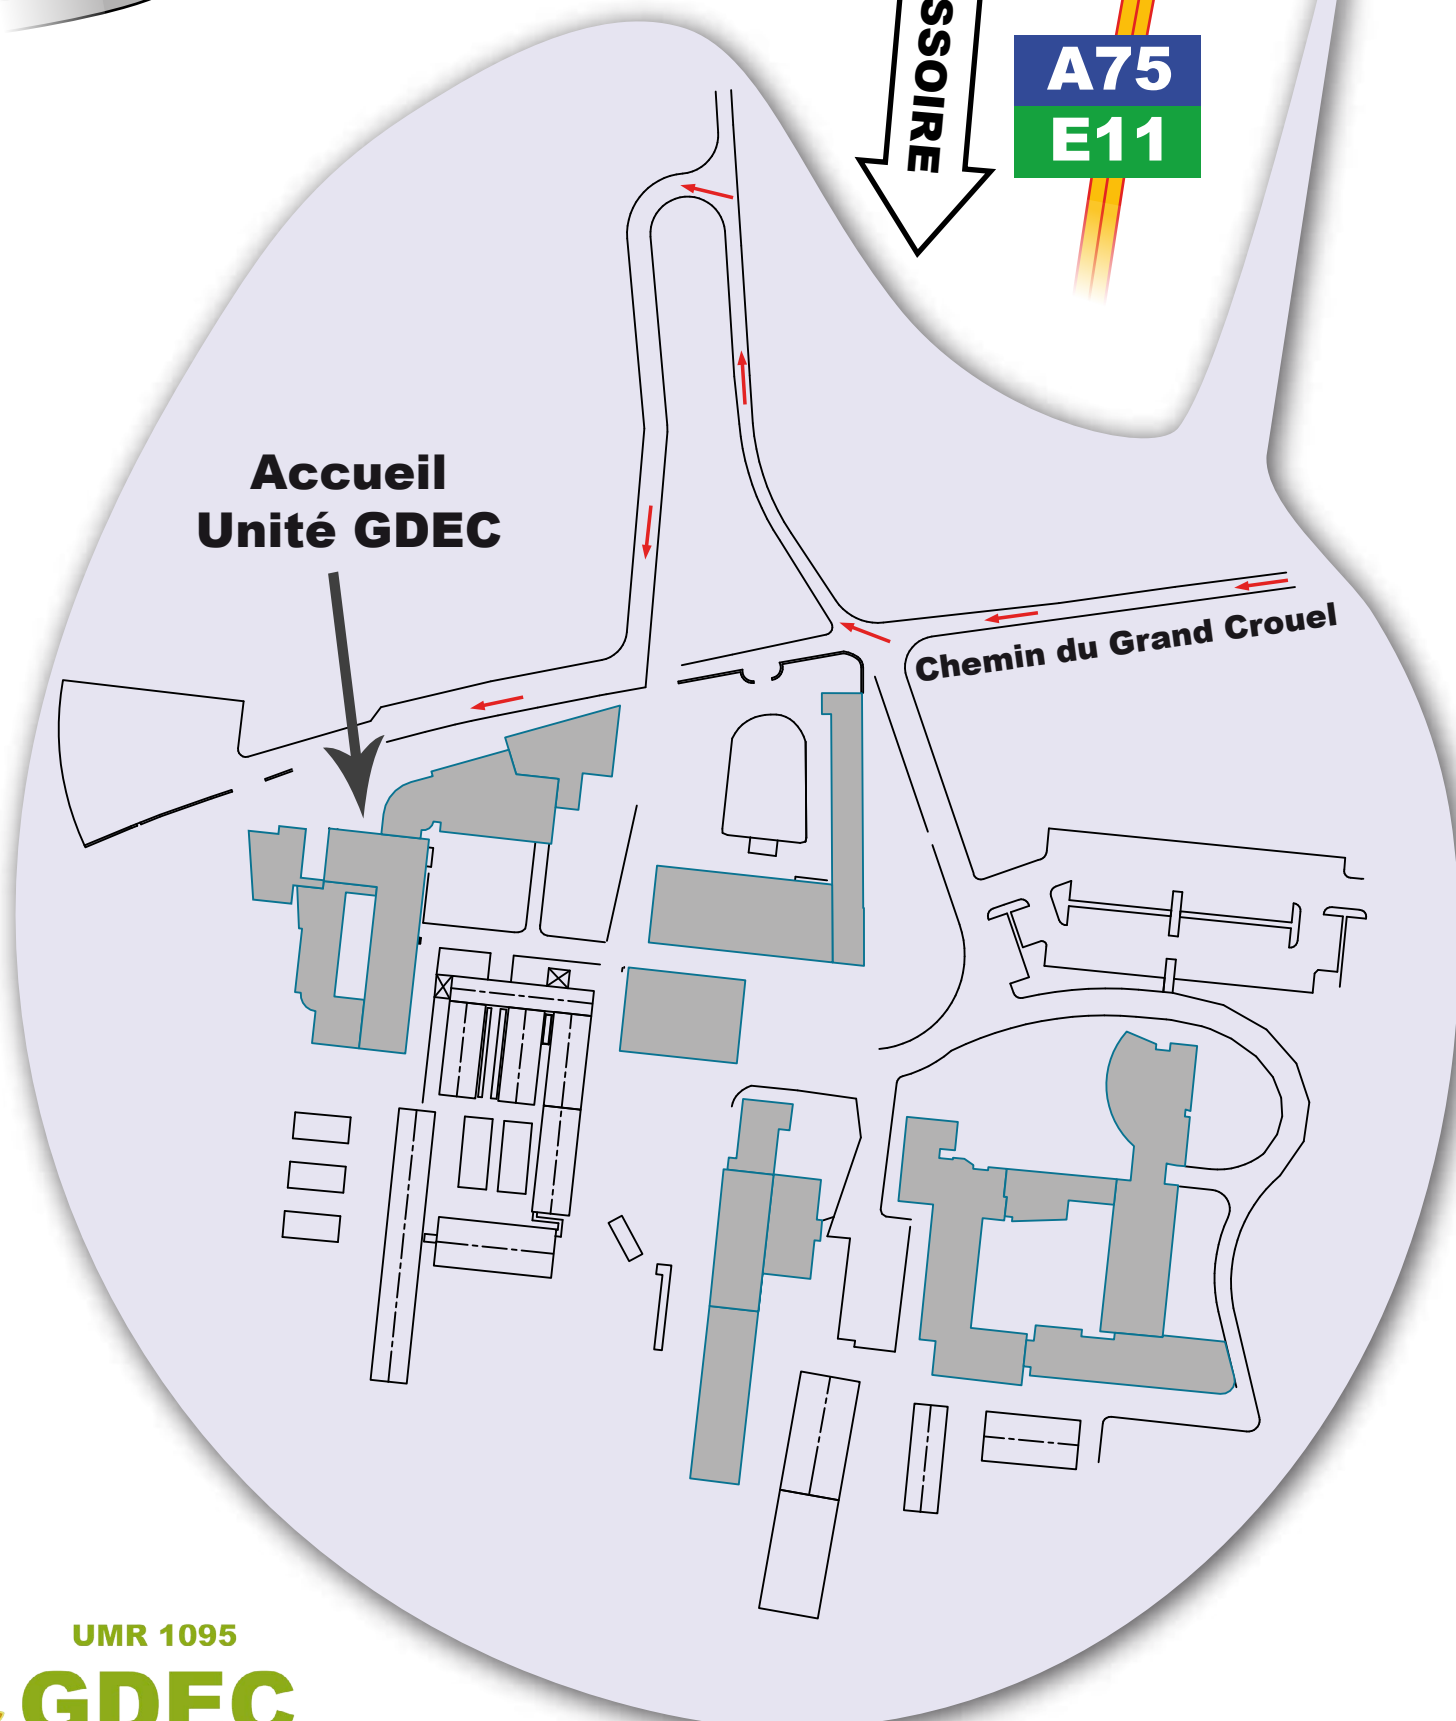 SSOIRE
A75
E11
Accueil
Unité GDEC
Chemin du Grand Crouel
UMR 1095
GDEC